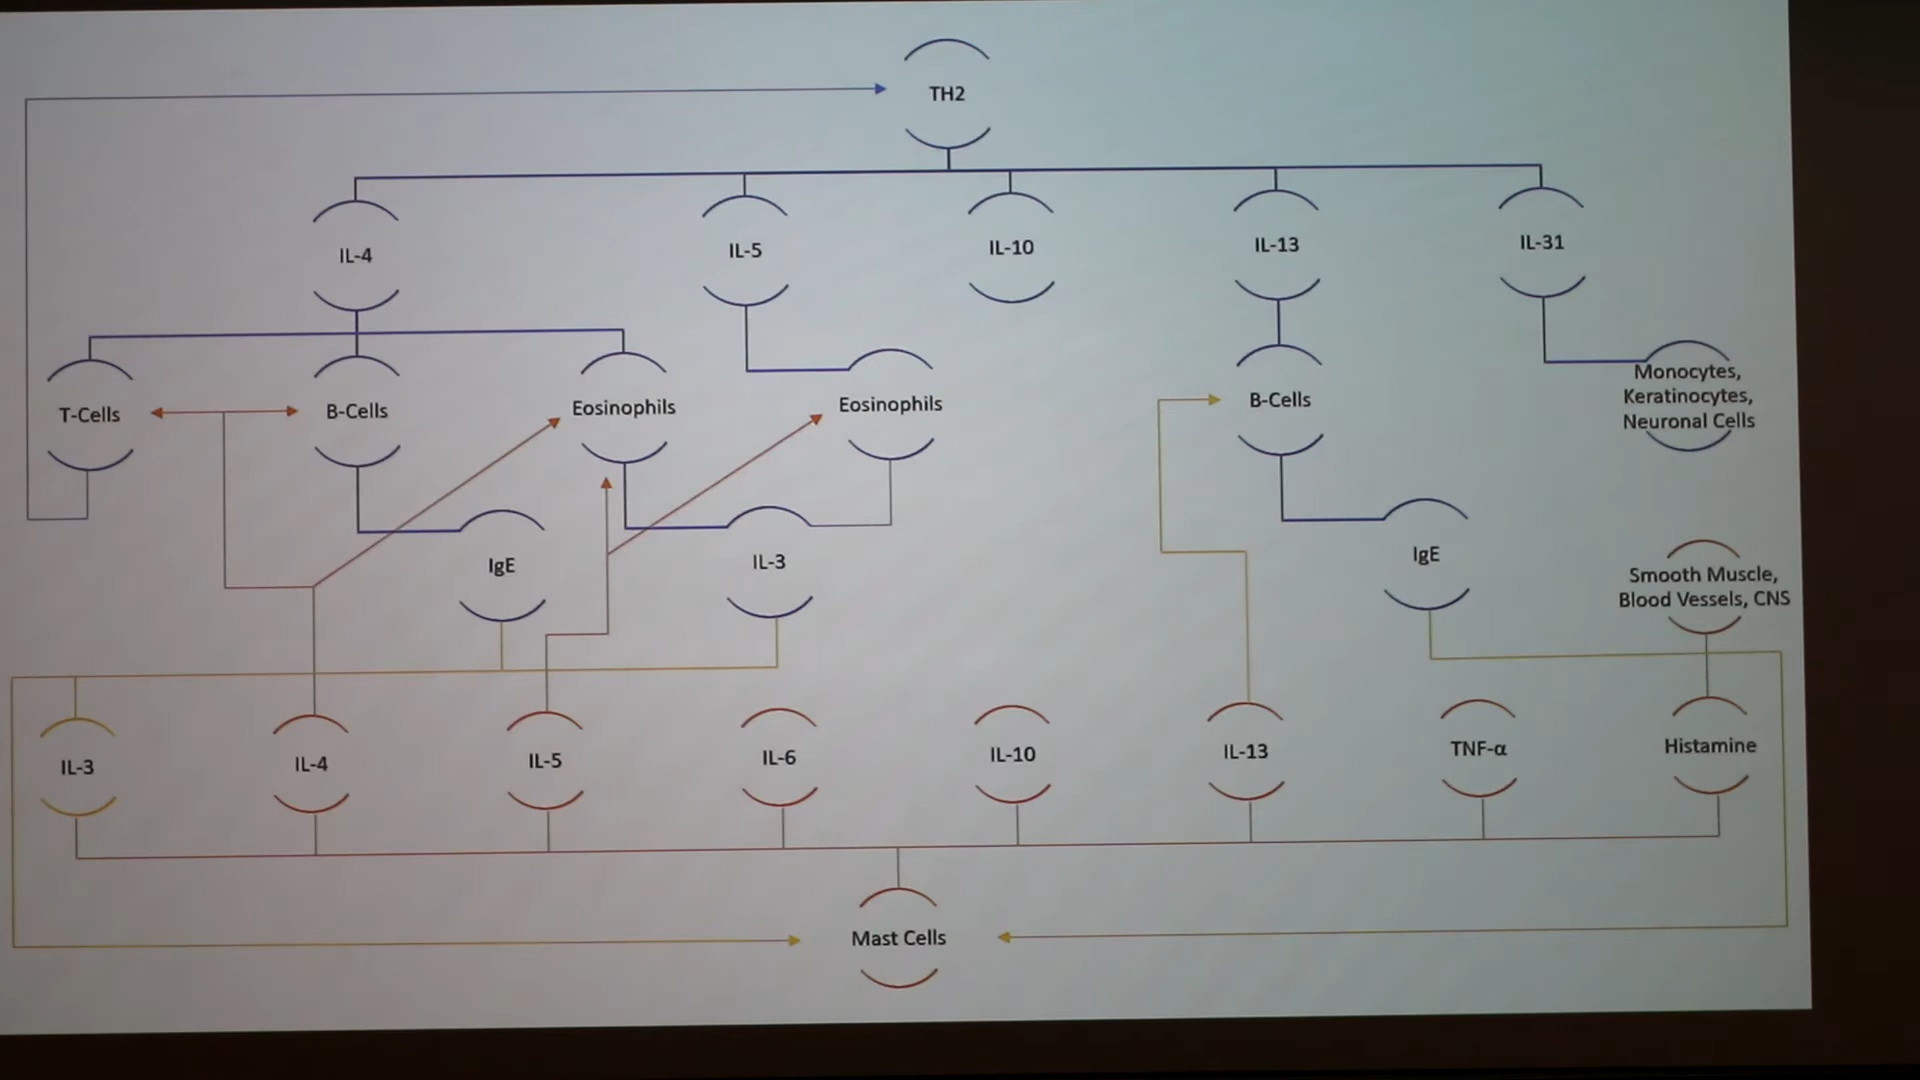 TH2
IL-4
IL-5
IL-10
IL-13
IL-31
T-Cells
B-Cells
Eosinophils
Eosinophils
B-Cells
Monocytes,
Keratinocytes,
Neuronal Cells
IgE
IL-3
IgE
Smooth Muscle,
Blood Vessels, CNS
IL-3
IL-4
IL-5
IL-6
IL-10
IL-13
TNF-α
Histamine
Mast Cells